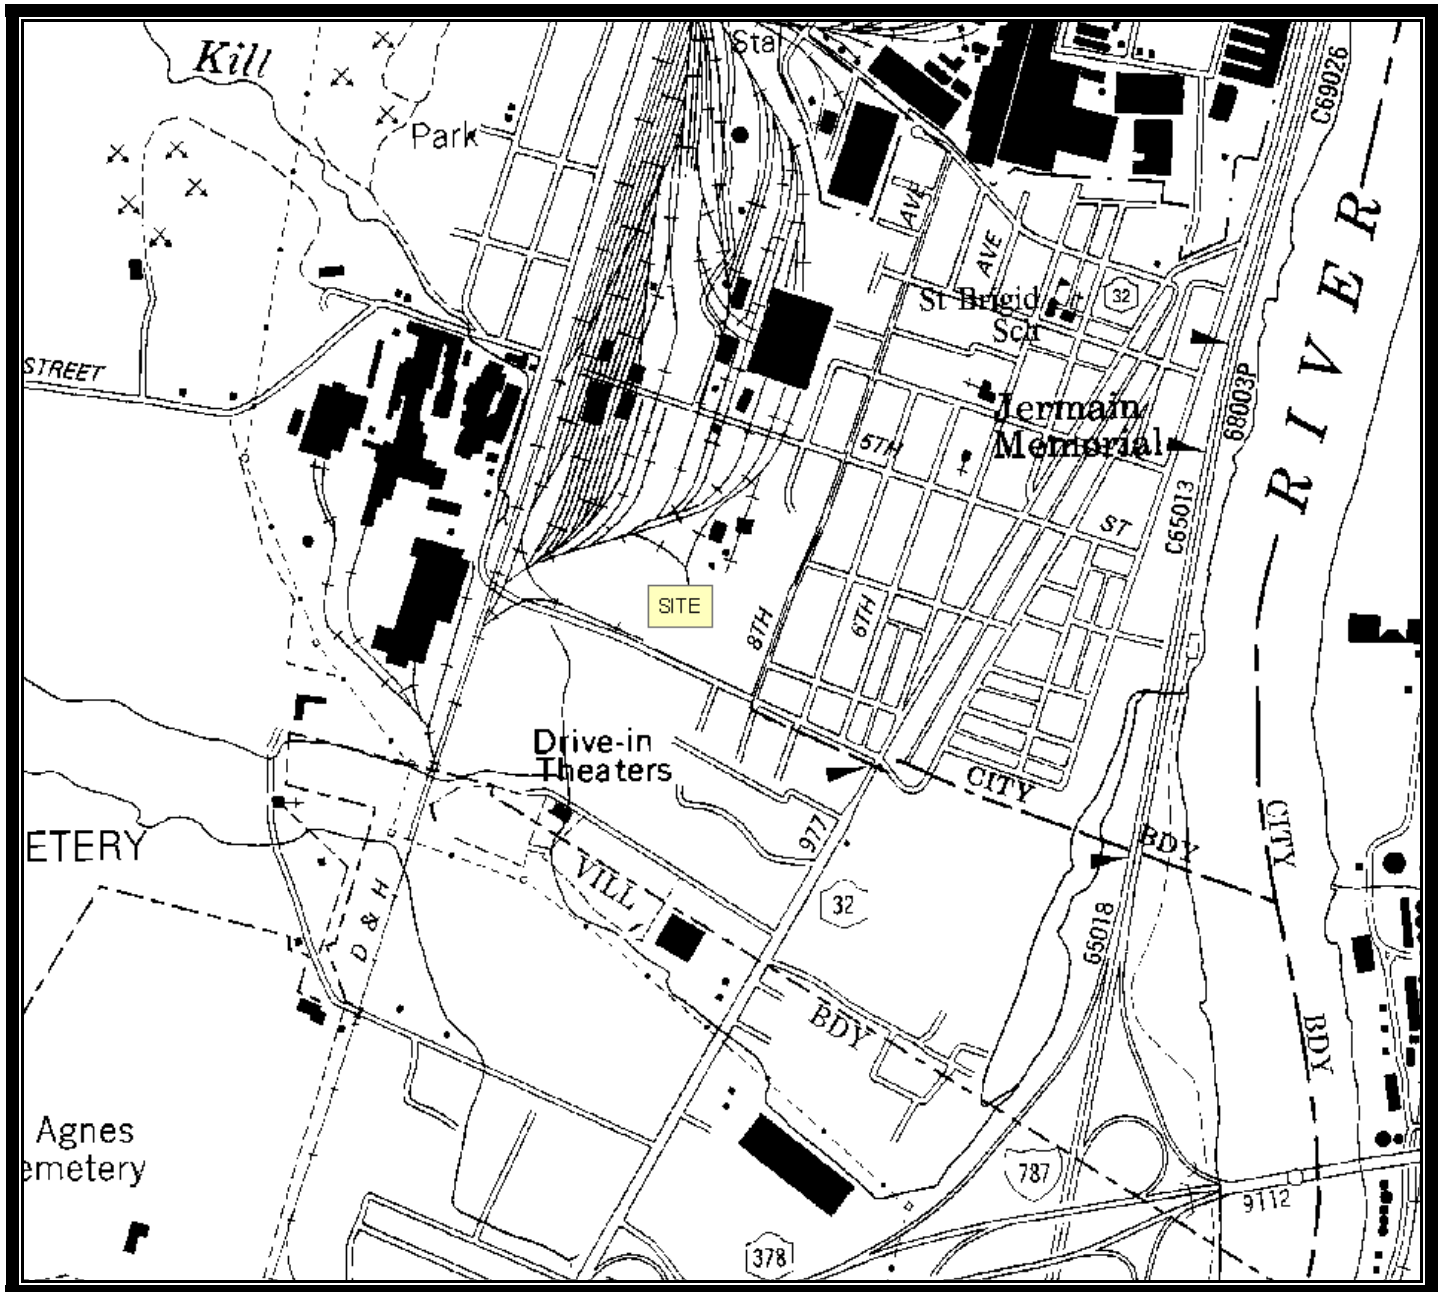 Kill
Sta
C69026
Park
AVE
AVE
RIVER
St Brigid
Sch
32
STREET
68003P
Jermain
Memorial
5TH
ST
C65013
SITE
8TH
6TH
Drive-in
Theaters
CITY
977
BDY
CITY
ETERY
VILL
32
D & H
65018
BDY
BDY
Agnes
emetery
787
9112
378